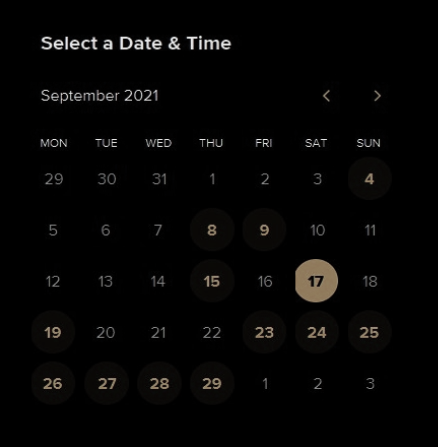 Select a Date & Time
September 2021
MON TUE WED THU FRI SAT SUN
29 30 31 1 2 3 4
5 6 7 8 9 10 11
12 13 14 15 16 17 18
19 20 21 22 23 24 25
26 27 28 29 1 2 3